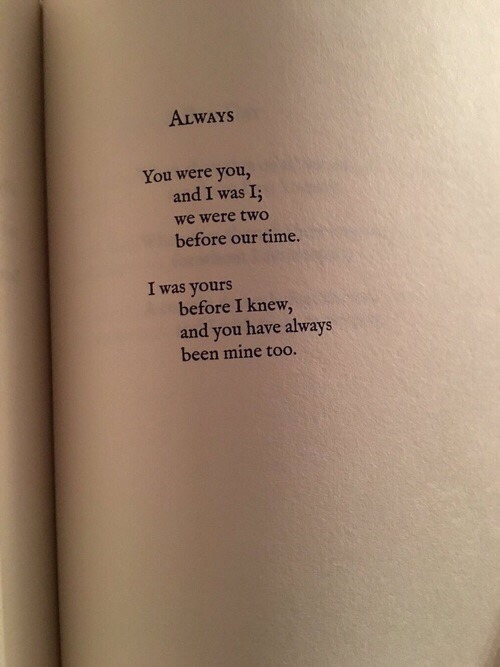 Always
You were you,
and I was I;
we were two
before our time.
I was yours
before I knew,
and you have always
been mine too.